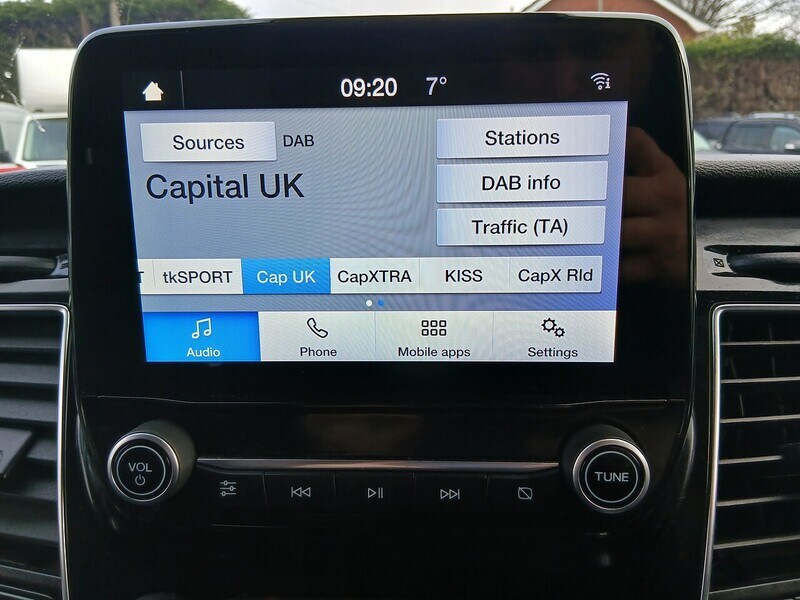 09:20 7°
Sources DAB
Stations
Capital UK
DAB info
Traffic (TA)
T tkSPORT Cap UK CapXTRA KISS CapX Rld
Audio Phone Mobile apps Settings
VOL
TUNE